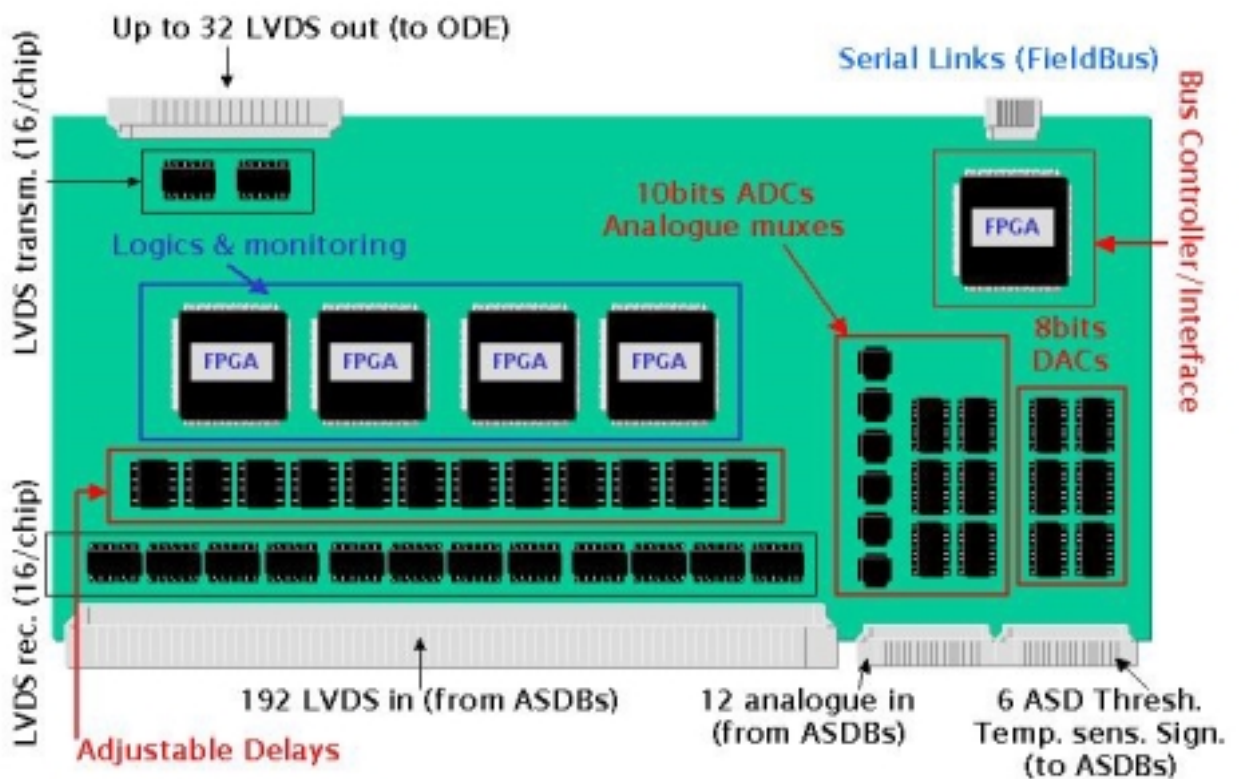 Up to 32 LVDS out (to ODE)
Serial Links (FieldBus)
LVDS transm. (16/chip)
Bus Controller/Interface
10bits ADCs
Analogue muxes
FPGA
Logics & monitoring
8bits
DACs
FPGA
FPGA
FPGA
FPGA
LVDS rec. (16/chip)
192 LVDS in (from ASDBs)
12 analogue in
(from ASDBs)
6 ASD Thresh.
Temp. sens. Sign.
(to ASDBs)
Adjustable Delays